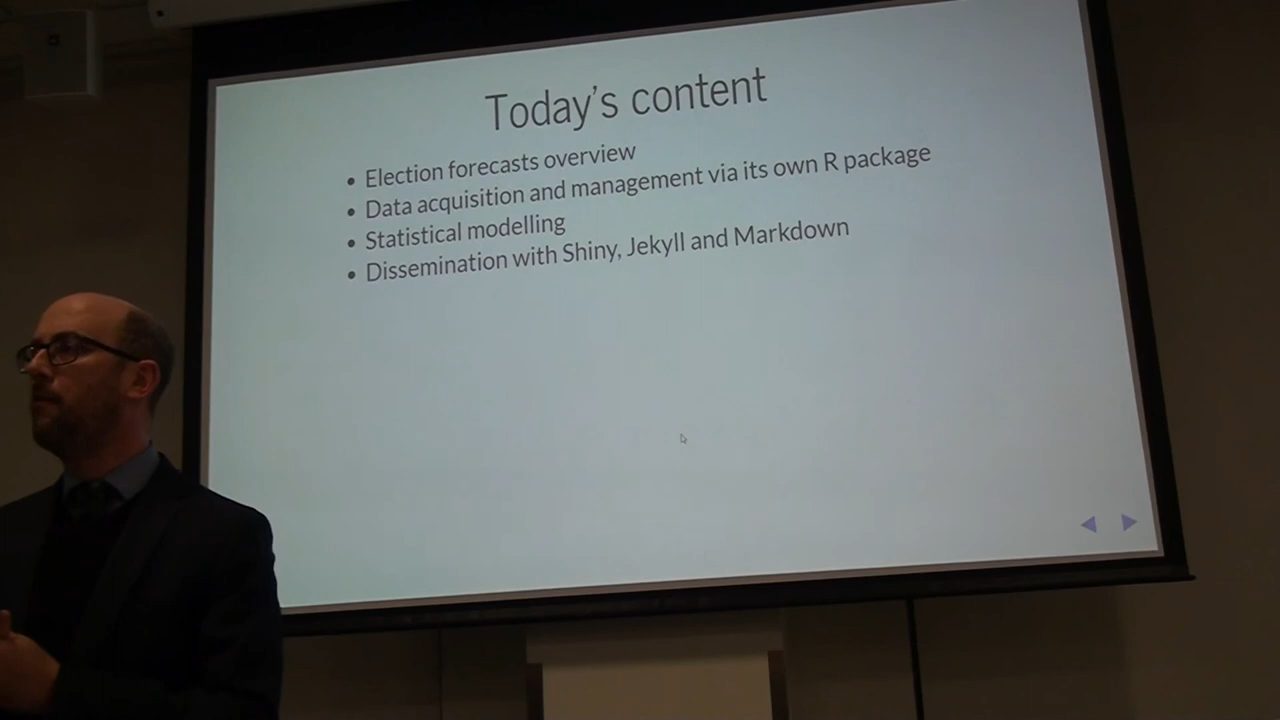 Today's content
• Election forecasts overview
• Data acquisition and management via its own R package
• Statistical modelling
• Dissemination with Shiny, Jekyll and Markdown